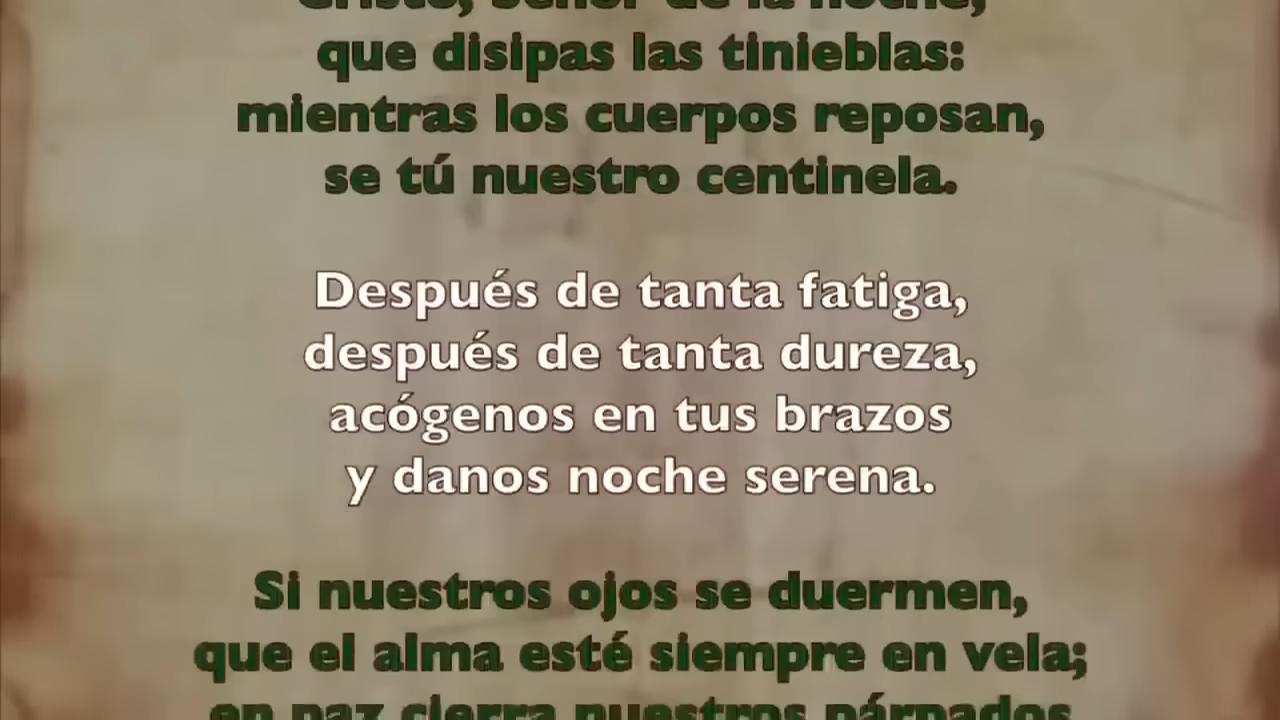 Cristo, Señor de la noche,
que disipas las tinieblas:
mientras los cuerpos reposan,
se tú nuestro centinela.
Después de tanta fatiga,
después de tanta dureza,
acógenos en tus brazos
y danos noche serena.
Si nuestros ojos se duermen,
que el alma esté siempre en vela;
en paz cierra nuestros párpados